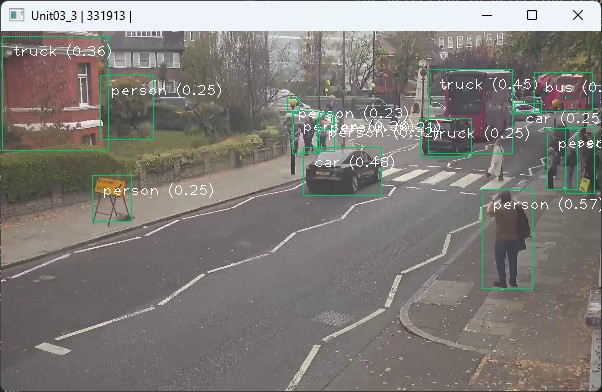 Unit03_3 | 331913 |
truck (0.36)
person (0.25)
truck (0.45)
bus (0.
person (0.23)
car (0.25
truck (0.25)
car (0.48)
person (0.25)
person (0.57)